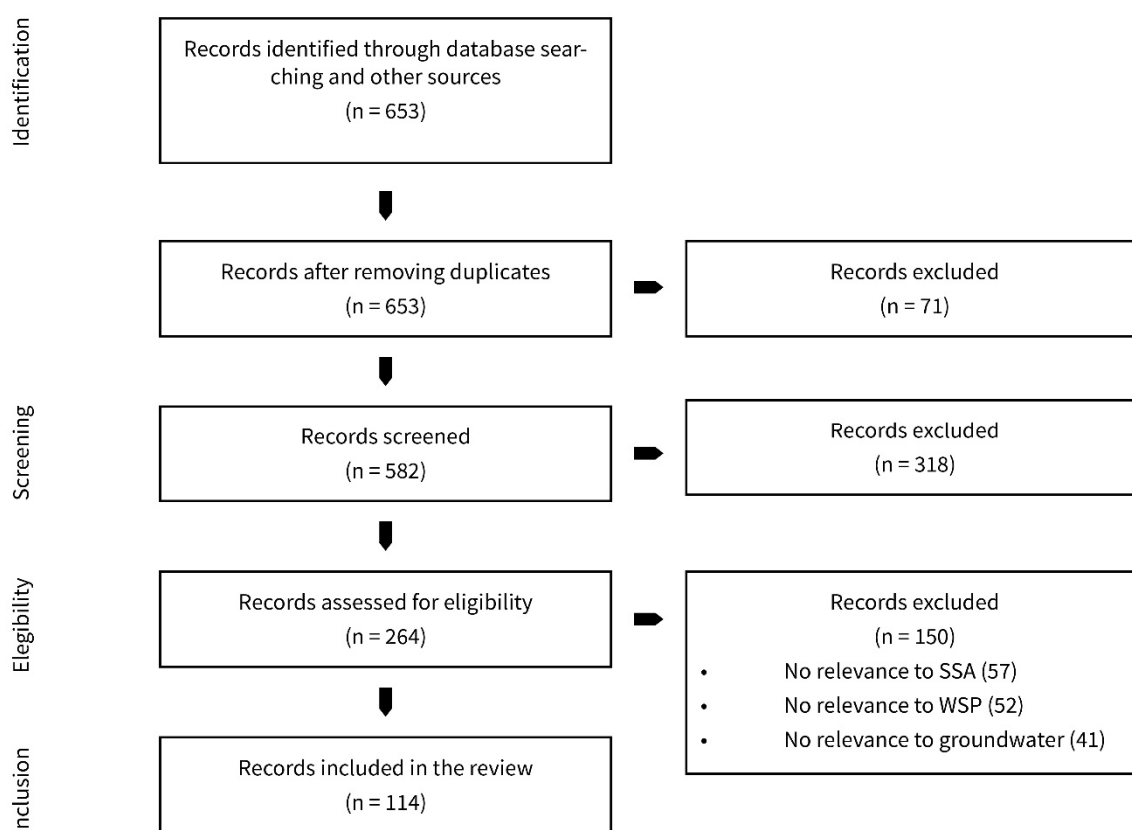 Identification
Records identified through database sear-
ching and other sources
(n = 653)
Records after removing duplicates
(n = 653)
Records excluded
(n = 71)
Screening
Records screened
(n = 582)
Records excluded
(n = 318)
Elegibility
Records assessed for eligibility
(n = 264)
Records excluded
(n = 150)
• No relevance to SSA (57)
• No relevance to WSP (52)
• No relevance to groundwater (41)
nclusion
Records included in the review
(n = 114)